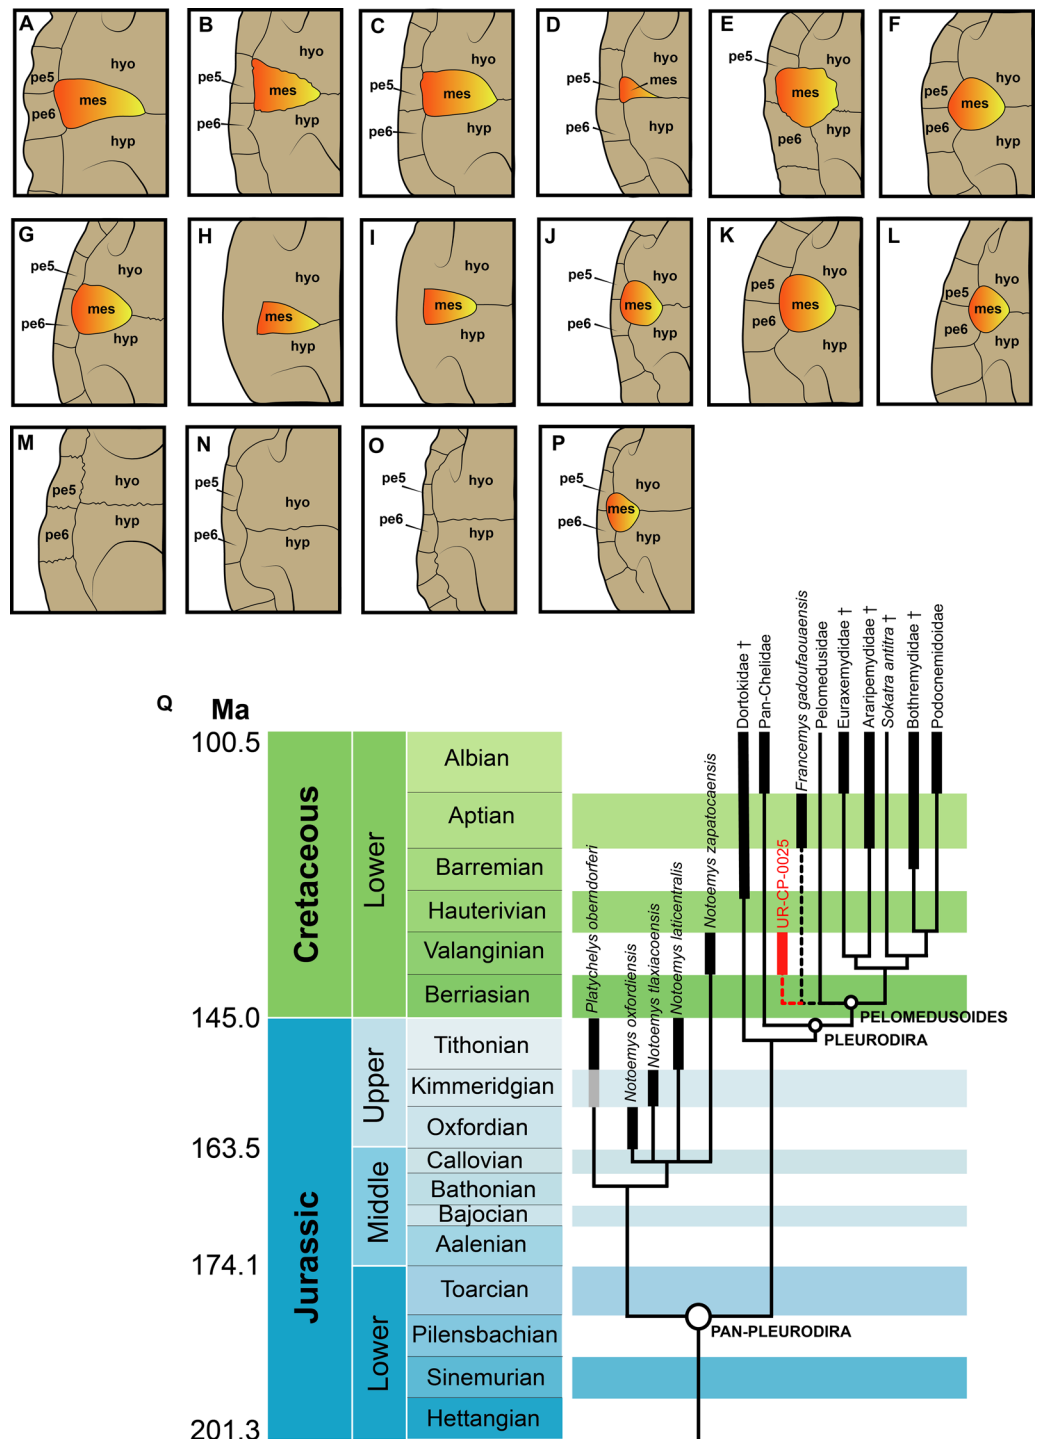 A
pe5
pe6
mes
hyo
hyp
B
pe5
pe6
mes
hyo
hyp
C
pe5
pe6
mes
hyo
hyp
D
pe5
pe6
mes
hyo
hyp
E
pe5
pe6
mes
hyo
hyp
F
pe5
pe6
mes
hyo
hyp
G
pe5
pe6
mes
hyo
hyp
H
mes
hyo
hyp
I
mes
hyo
hyp
J
pe5
pe6
mes
hyo
hyp
K
pe5
pe6
mes
hyo
hyp
L
pe5
pe6
mes
hyo
hyp
M
pe5
pe6
hyo
hyp
N
pe5
pe6
hyo
hyp
O
pe5
pe6
hyo
hyp
P
pe5
pe6
mes
hyo
hyp
Q
Ma
100.5
145.0
163.5
174.1
201.3
Cretaceous
Jurassic
Lower
Upper
Middle
Lower
Albian
Aptian
Barremian
Hauterivian
Valanginian
Berriasian
Tithonian
Kimmeridgian
Oxfordian
Callovian
Bathonian
Bajocian
Aalenian
Toarcian
Pilensbachian
Sinemurian
Hettangian
Platychelys oberndorferi
Notoemys oxfordiensis
Notoemys tlaxiacoensis
Notoemys laticentralis
Notoemys zapatocaensis
Dortokidae †
Pan-Chelidae
UR-CP-0025
Francemys gadoufaouaensis
Pelomedusidae
Euraxemydidae †
Araripemydidae †
Sokatra antitra †
Bothremydidae †
Podocnemidoidae
PELOMEDUSOIDES
PLEURODIRA
PAN-PLEURODIRA